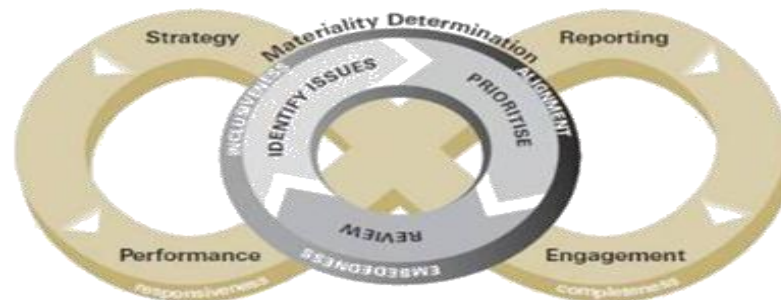 Materiality Determination
Strategy
Reporting
INCLUSIVENESS
IDENTIFY ISSUES
PRIORITISE
ALIGNMENT
REVIEW
Performance
EMBEDEDNESS
Engagement
responsiveness
completeness